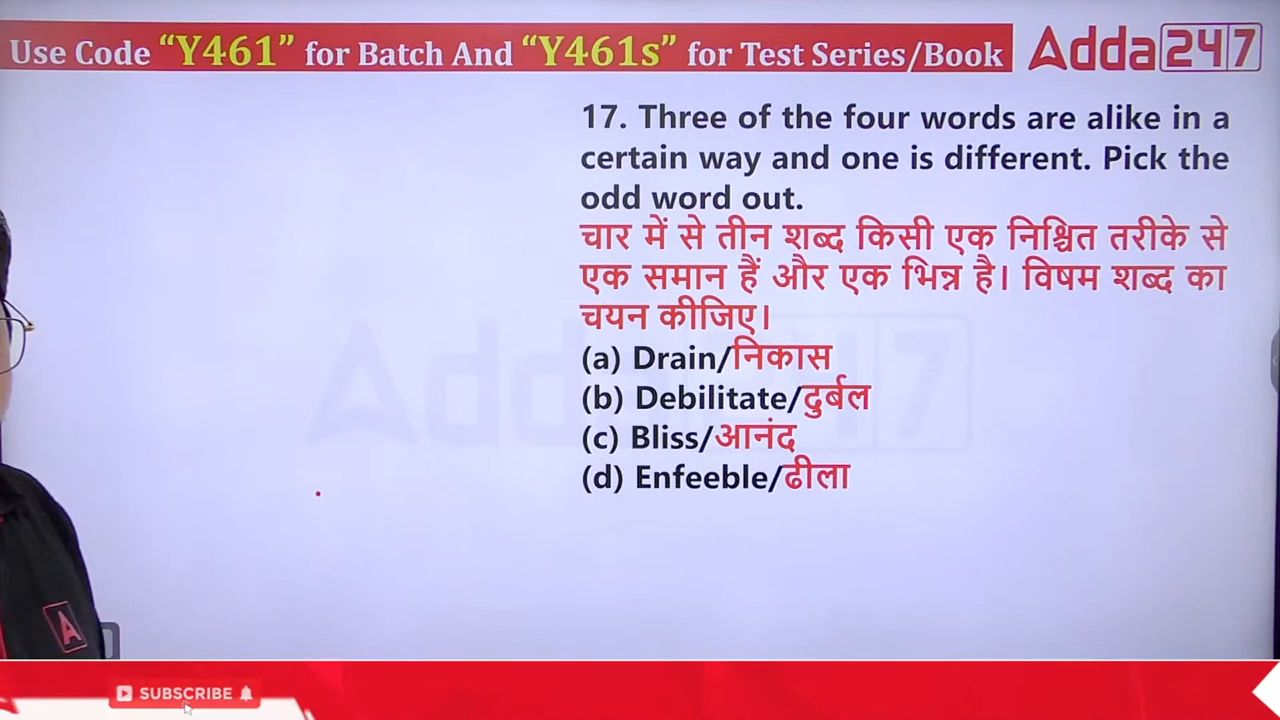 Use Code “Y461” for Batch And “Y461s” for Test Series/Book
Adda247
17. Three of the four words are alike in a
certain way and one is different. Pick the
odd word out.
चार में से तीन शब्द किसी एक निश्चित तरीके से
एक समान हैं और एक भिन्न है। विषम शब्द का
चयन कीजिए।
(a) Drain/निकास
(b) Debilitate/दुर्बल
(c) Bliss/आनंद
(d) Enfeeble/ढीला
Adda247
A
SUBSCRIBE